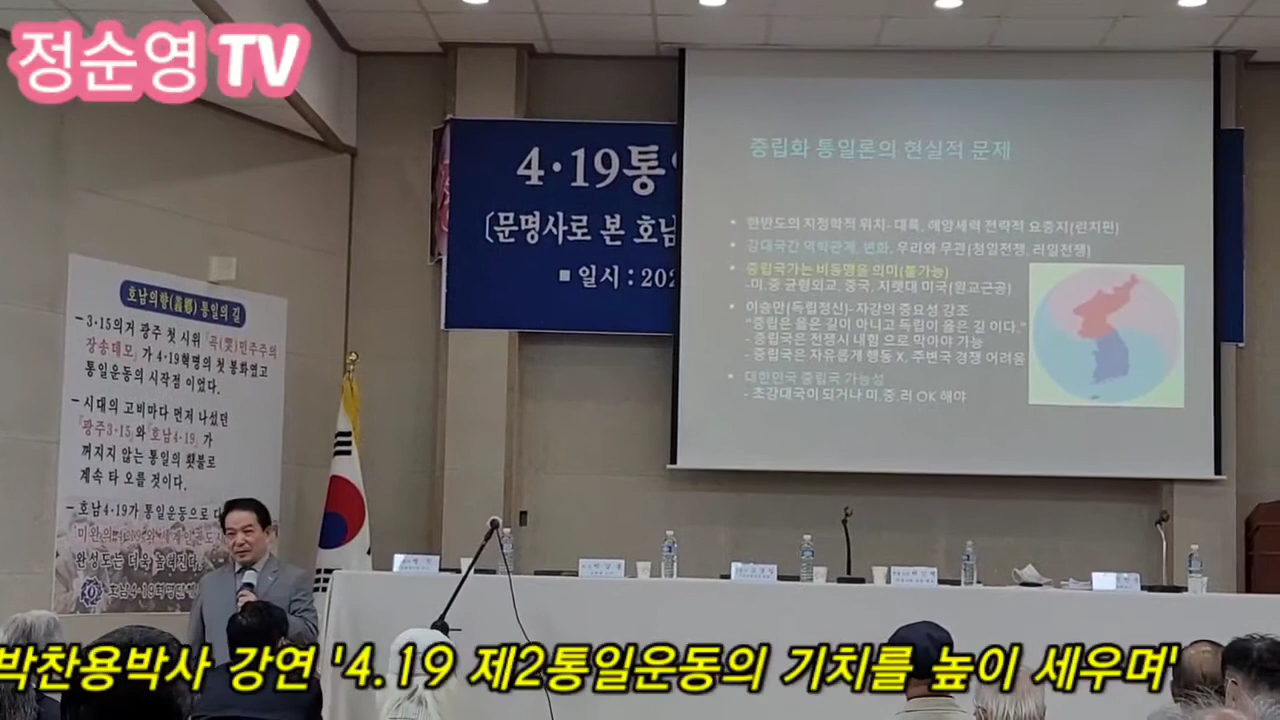 정순영 TV
4·19통일
[문명사로 본 호남
■ 일시 : 202
중립화 통일론의 현실적 문제
• 한반도의 지정학적 위치- 대륙, 해양세력 전략적 요충지(린치핀)
• 강대국간 역학관계, 변화, 우리와 무관(청일전쟁, 러일전쟁)
• 중립국가는 비동맹을 의미(불가능)
-미.중 균형외교, 중국, 지렛대 미국(원교근공)
• 이승만(독립정신)- 자강의 중요성 강조
"중립은 옳은 길이 아니고 독립이 옳은 길 이다."
- 중립국은 전쟁시 내힘 으로 막아야 가능
- 중립국은 자유롭게 행동 X, 주변국 경쟁 어려움
• 대한민국 중립국 가능성
- 초강대국이 되거나 미.중.러 OK 해야
호남의향(義鄕) 통일의 길
- 3·15의거 광주 첫 시위 『곡(哭)민주주의
장송데모』가 4·19혁명의 첫 봉화였고
통일운동의 시작점 이었다.
- 시대의 고비마다 먼저 나섰던
『광주3·15』와『호남4·19』가
꺼지지 않는 통일의 횃불로
계속 타 오를 것이다.
- 호남4·19가 통일운동으로 다
완성도는 더욱 높여진다.
박찬용박사 강연 '4.19 제2통일운동의 기치를 높이 세우며'